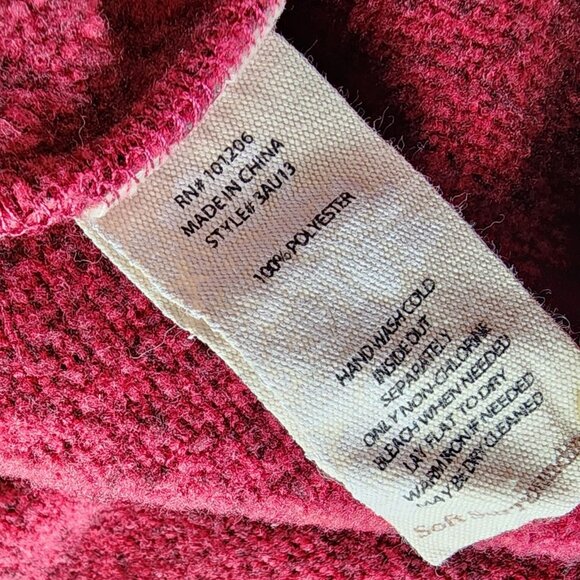 RN# 101206
MADE IN CHINA
STYLE# 3AU13
100% POLYESTER
HAND WASH COLD
INSIDE OUT
SEPARATELY
ONLY NON-CHLORINE
BLEACH WHEN NEEDED
LAY FLAT TO DRY
WARM IRON IF NEEDED
MAY BE DRY CLEANED
Soft